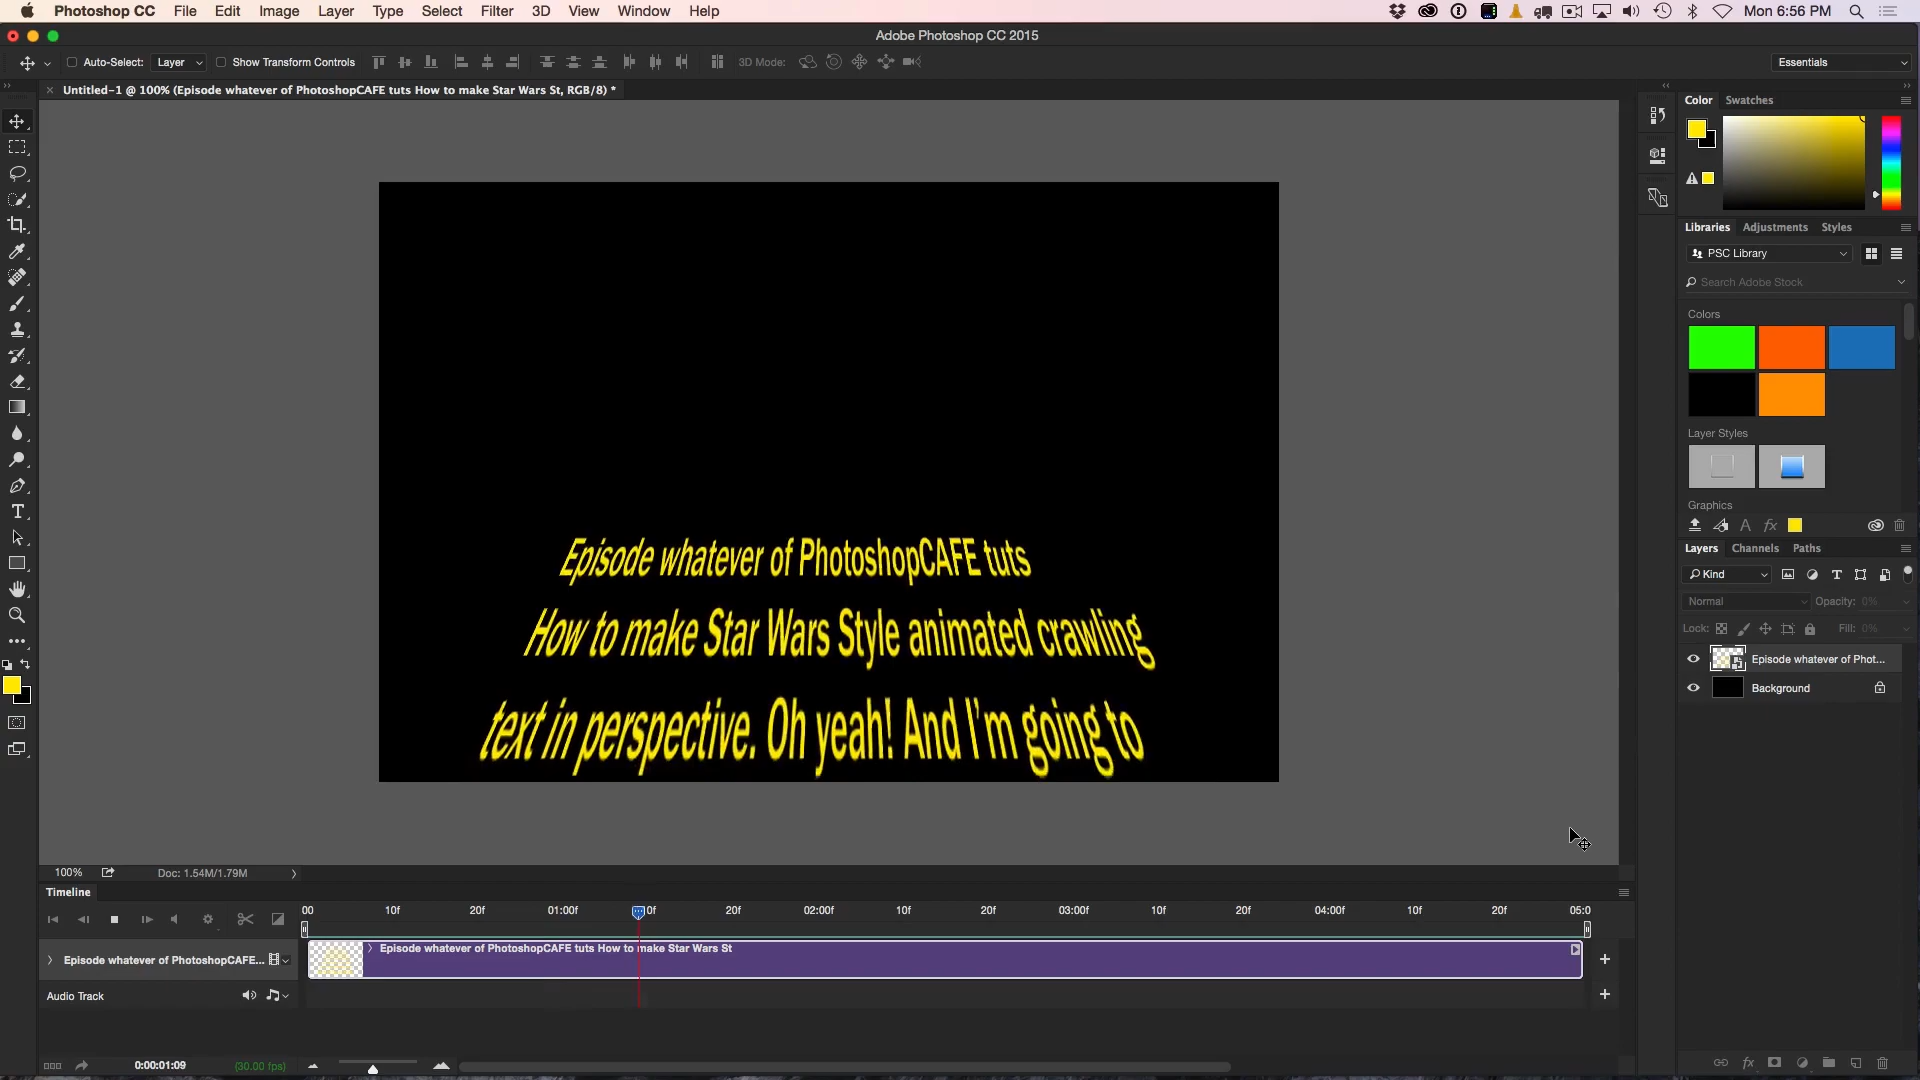 Photoshop CC File Edit Image Layer Type Select Filter 3D View Window Help Mon 6:56 PM
Adobe Photoshop CC 2015
Auto-Select: Layer Show Transform Controls 3D Mode: Essentials
Untitled-1 @ 100% (Episode whatever of PhotoshopCAFE tuts How to make Star Wars St, RGB/8) *
Color Swatches
Libraries Adjustments Styles
PSC Library
Search Adobe Stock
Colors
Layer Styles
Graphics
Episode whatever of PhotoshopCAFE tuts
How to make Star Wars Style animated crawling
text in perspective. Oh yeah! And I'm going to
Layers Channels Paths
Kind
Normal Opacity: 0%
Lock: Fill: 0%
Episode whatever of Phot...
Background
100% Doc: 1.54M/1.79M
Timeline
00 10f 20f 01:00f 0f 20f 02:00f 10f 20f 03:00f 10f 20f 04:00f 10f 20f 05:0
Episode whatever of PhotoshopCAFE tuts How to make Star Wars St
Episode whatever of PhotoshopCAFE...
Audio Track
0:00:01:09 (30.00 fps)